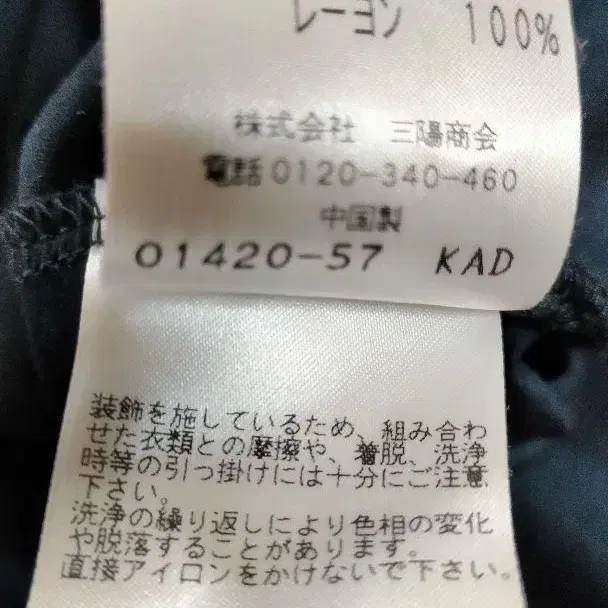 レーヨン 100%
株式会社 三陽商会
電話0120-340-460
中国製
01420-57 KAD
装飾を施しているため、組み合わ
せた衣類との摩擦や、着脱、洗浄
時等の引っ掛けには十分にご注意
下さい。
洗浄の繰り返しにより色相の変化
や脱落することがあります。
直接アイロンをかけないで下さい。